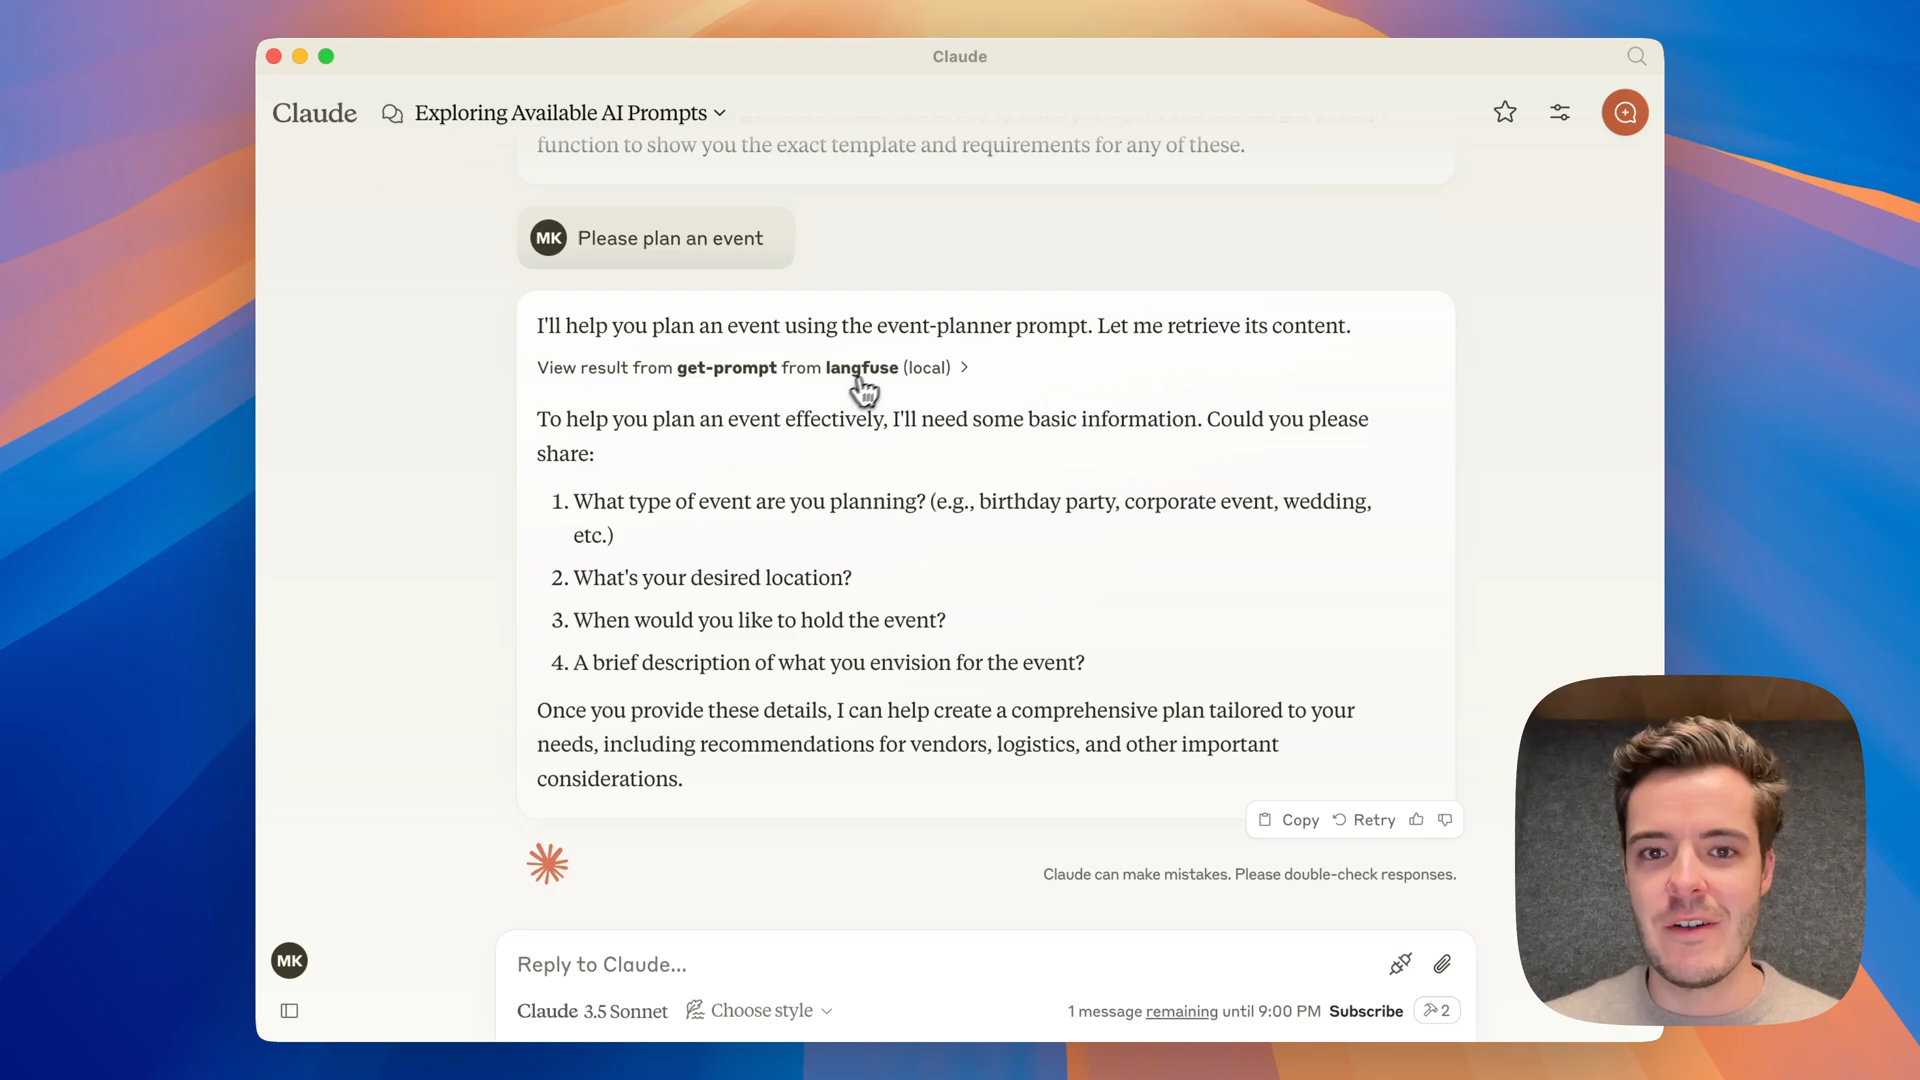 Claude
Claude
Exploring Available AI Prompts
function to show you the exact template and requirements for any of these.
MK
Please plan an event
I'll help you plan an event using the event-planner prompt. Let me retrieve its content.
View result from get-prompt from langfuse (local)
To help you plan an event effectively, I'll need some basic information. Could you please
share:
1. What type of event are you planning? (e.g., birthday party, corporate event, wedding,
etc.)
2. What's your desired location?
3. When would you like to hold the event?
4. A brief description of what you envision for the event?
Once you provide these details, I can help create a comprehensive plan tailored to your
needs, including recommendations for vendors, logistics, and other important
considerations.
Copy Retry
Claude can make mistakes. Please double-check responses.
MK
Reply to Claude...
Claude 3.5 Sonnet Choose style 1 message remaining until 9:00 PM Subscribe 2